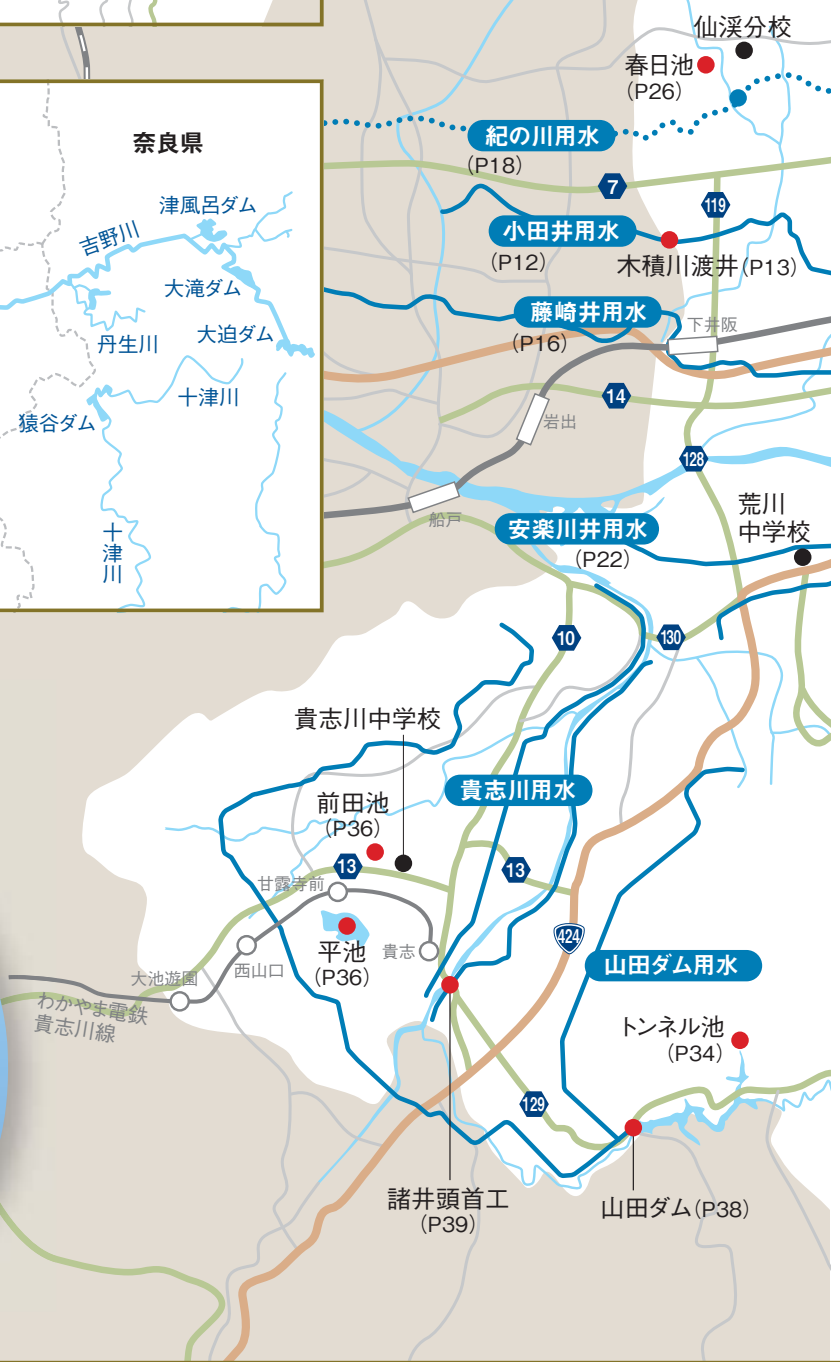 奈良県
津風呂ダム
吉野川
大滝ダム
丹生川
大迫ダム
十津川
猿谷ダム
十津川
仙渓分校
春日池
(P26)
紀の川用水
(P18)
7
119
小田井用水
(P12)
木積川渡井(P13)
藤崎井用水
(P16)
下井阪
14
岩出
128
船戸
荒川
中学校
安楽川井用水
(P22)
10
130
貴志川中学校
貴志川用水
前田池
(P36)
13
13
甘露寺前
平池
(P36)
貴志
424
西山口
大池遊園
わかやま電鉄
貴志川線
山田ダム用水
トンネル池
(P34)
129
諸井頭首工
(P39)
山田ダム(P38)